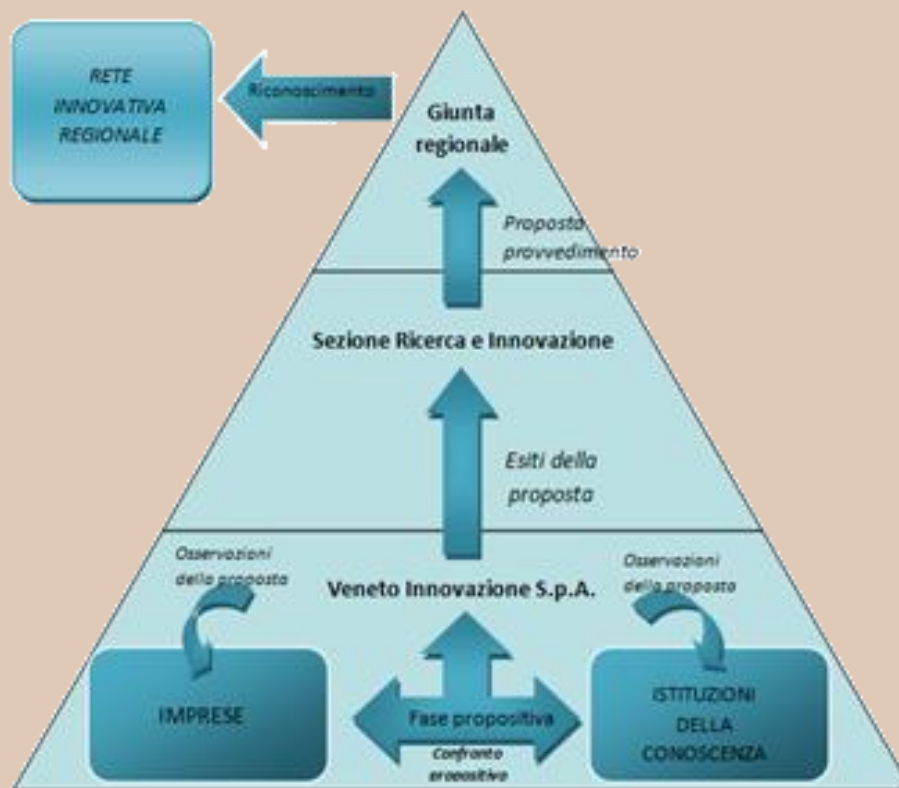 RETE
INNOVATIVA
REGIONALE
Riconoscimento
Giunta
regionale
Proposta
provvedimento
Sezione Ricerca e Innovazione
Esiti della
proposta
Osservazioni
della proposta
Veneto Innovazione S.p.A.
Osservazioni
della proposta
IMPRESE
Fase propositiva
Confronto
propositivo
ISTITUZIONI
DELLA
CONOSCENZA